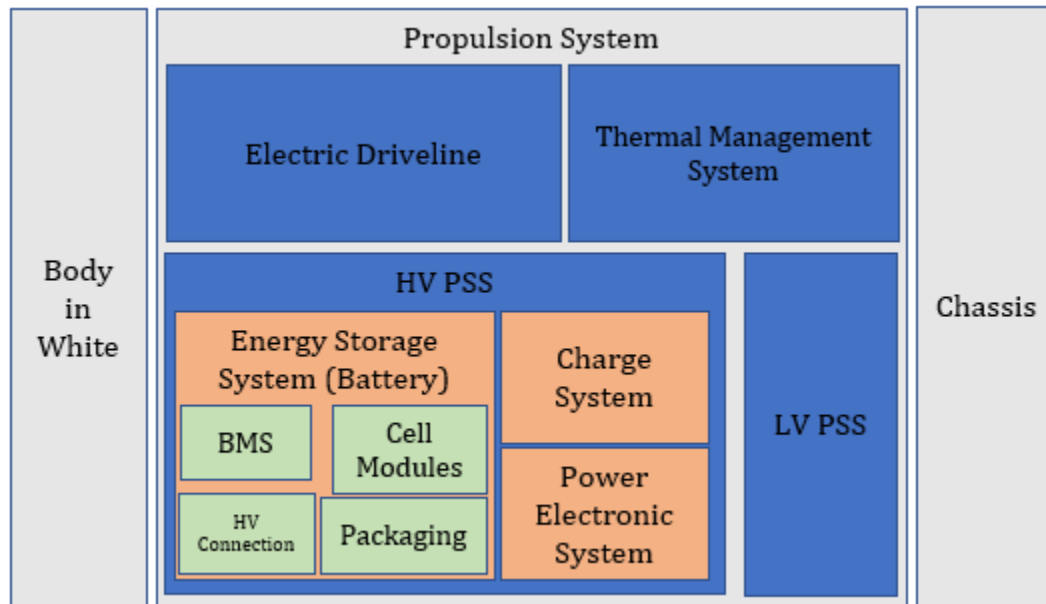 Propulsion System
Electric Driveline
Thermal Management
System
Body
in
White
HV PSS
Energy Storage
System (Battery)
BMS
Cell
Modules
HV
Connection
Packaging
Charge
System
Power
Electronic
System
LV PSS
Chassis